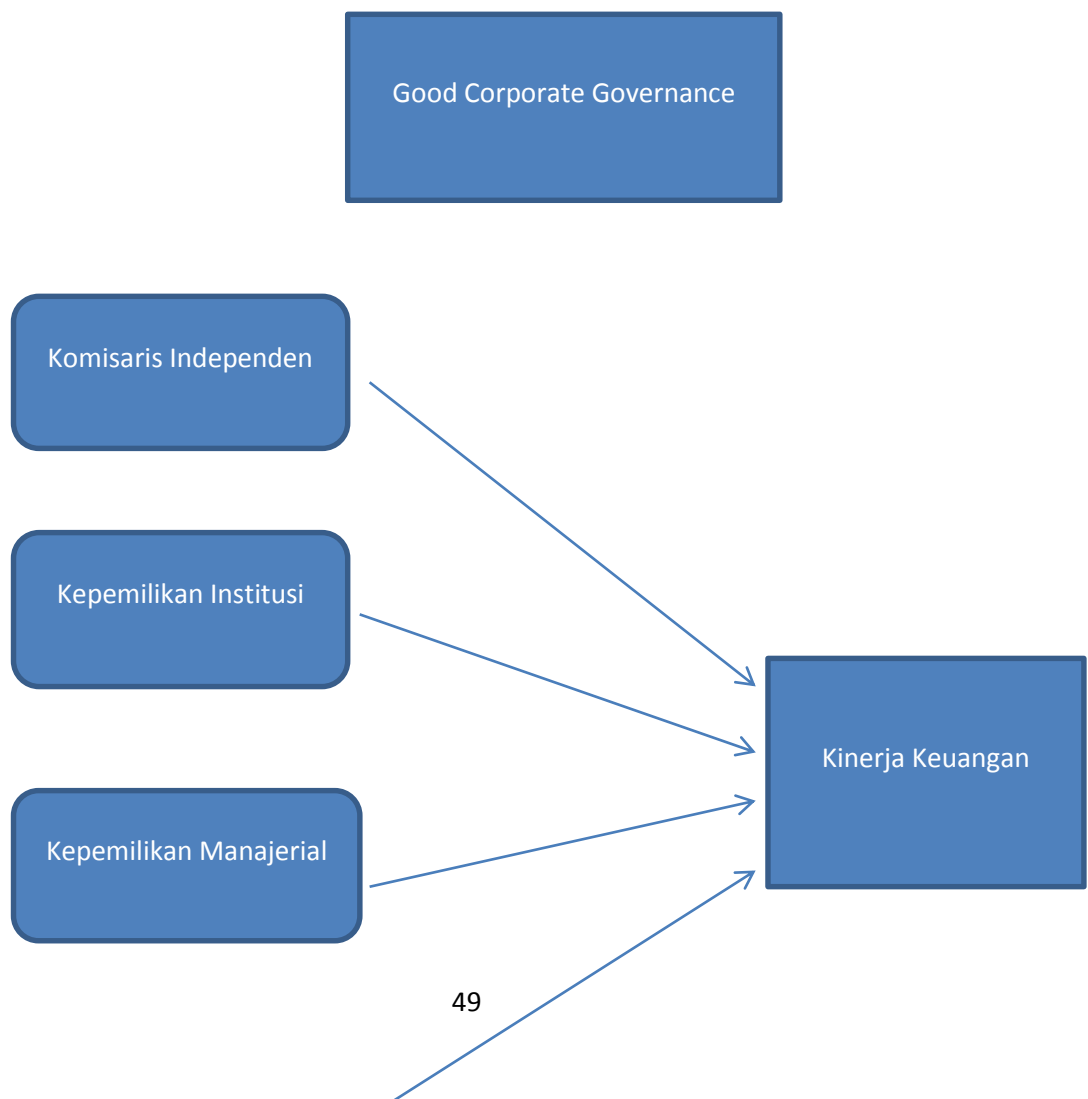 Good Corporate Governance
Komisaris Independen
Kepemilikan Institusi
Kinerja Keuangan
Kepemilikan Manajerial
49